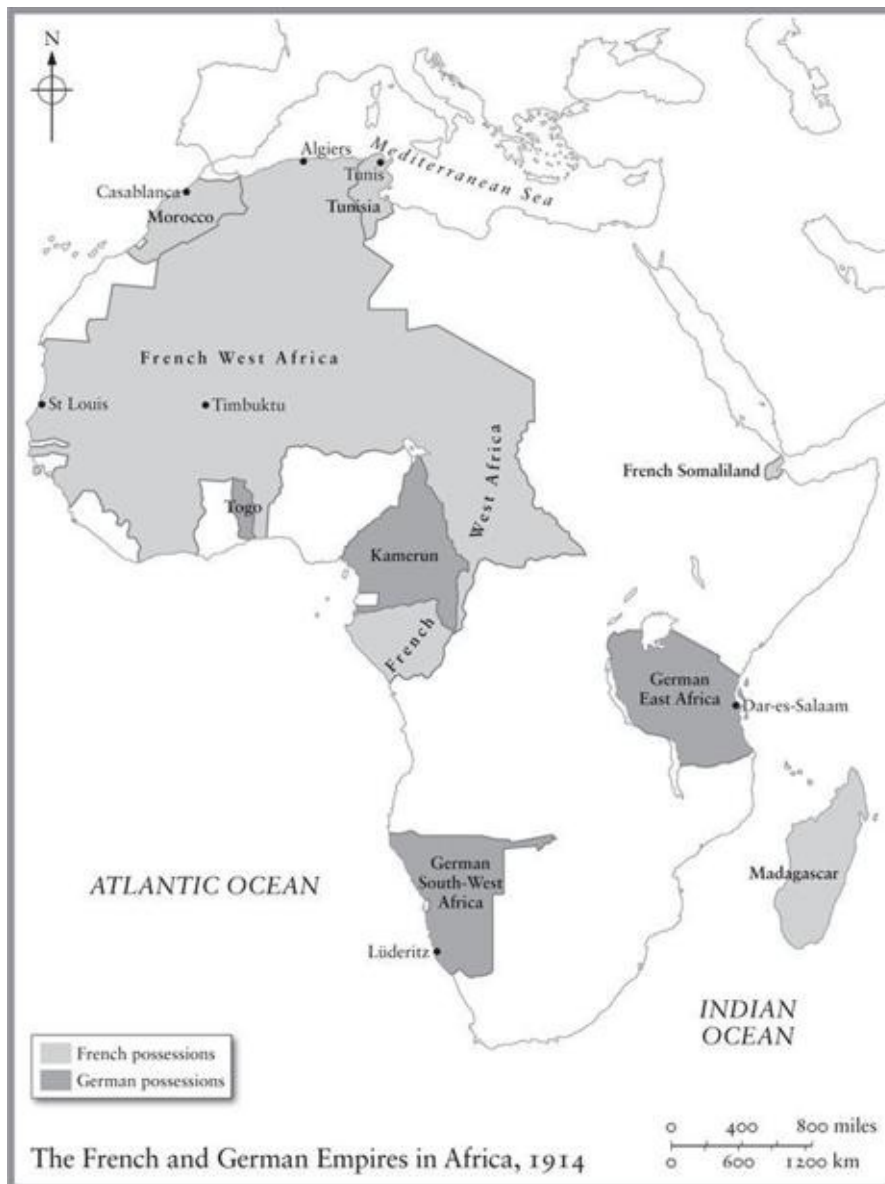 N
Algiers
Tunis
Mediterranean Sea
Casablanca
Morocco
Tunisia
French West Africa
St Louis
Timbuktu
West Africa
French Somaliland
Togo
Kamerun
French
German
East Africa
Dar-es-Salaam
German
South-West
Africa
ATLANTIC OCEAN
Madagascar
Lüderitz
INDIAN
OCEAN
French possessions
German possessions
0 400 800 miles
0 600 1200 km
The French and German Empires in Africa, 1914